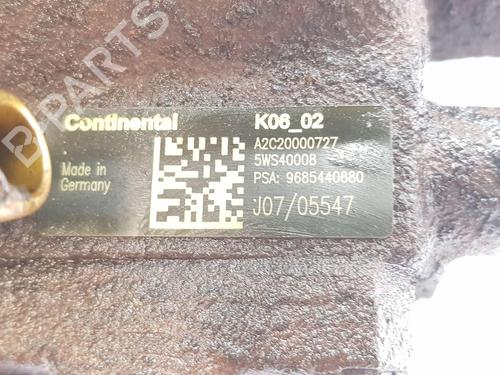 B-PARTS
Continental K06_02
A2C20000727
5WS40008
Made in
Germany
PSA: 9685440880
J07/05547